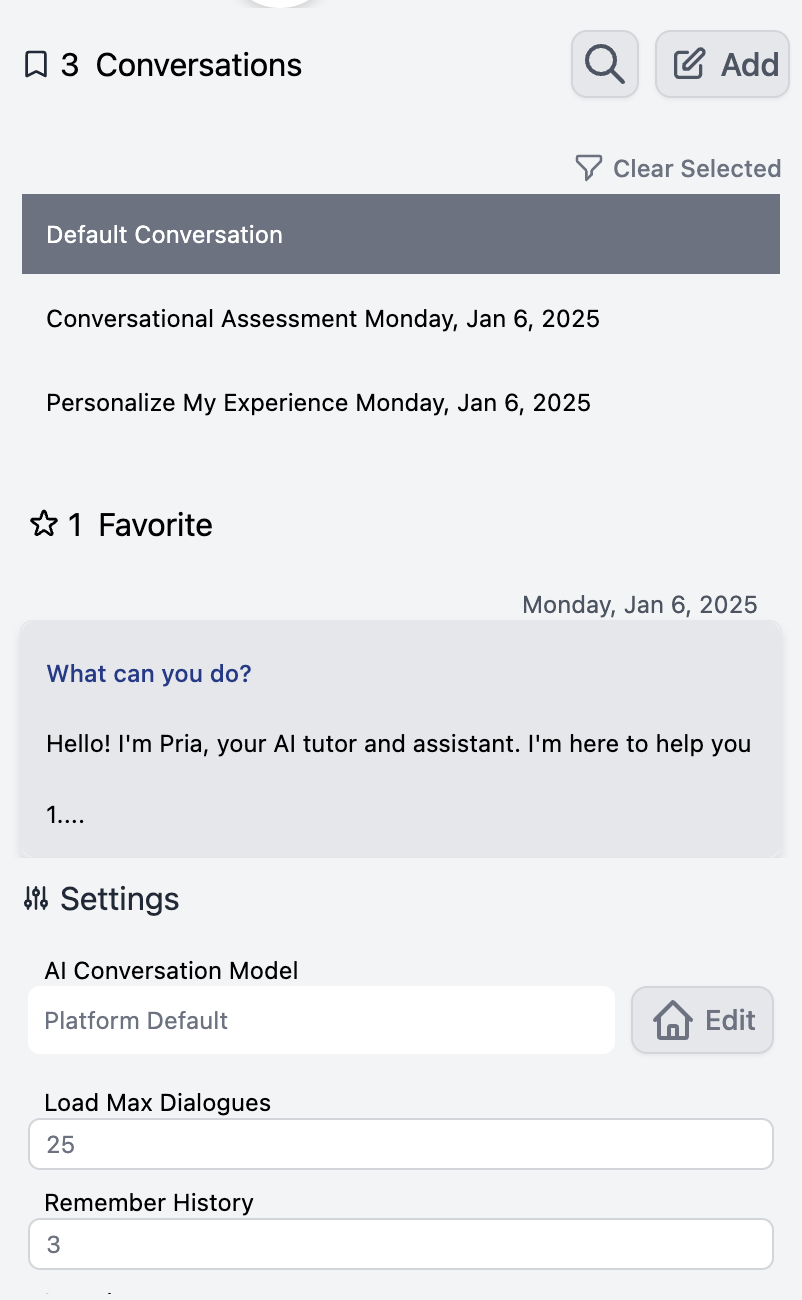 3 Conversations
Add
Clear Selected
Default Conversation
Conversational Assessment Monday, Jan 6, 2025
Personalize My Experience Monday, Jan 6, 2025
1 Favorite
Monday, Jan 6, 2025
What can you do?
Hello! I'm Pria, your AI tutor and assistant. I'm here to help you
1....
Settings
AI Conversation Model
Platform Default
Edit
Load Max Dialogues
25
Remember History
3